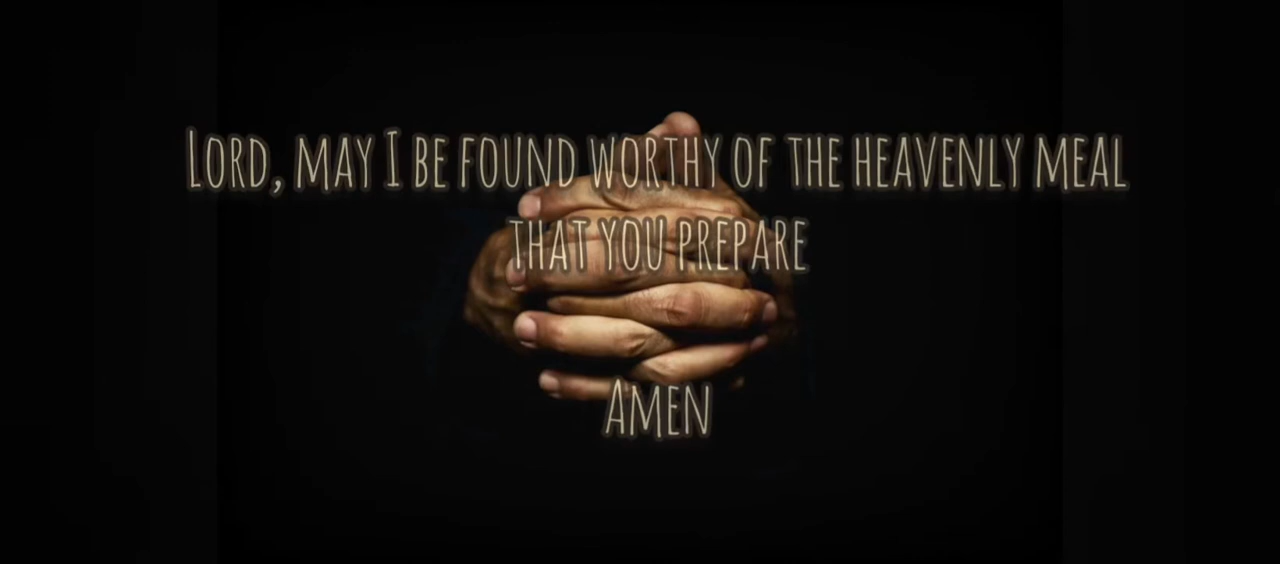 Lord, may I be found worthy of the heavenly meal
that you prepare
Amen